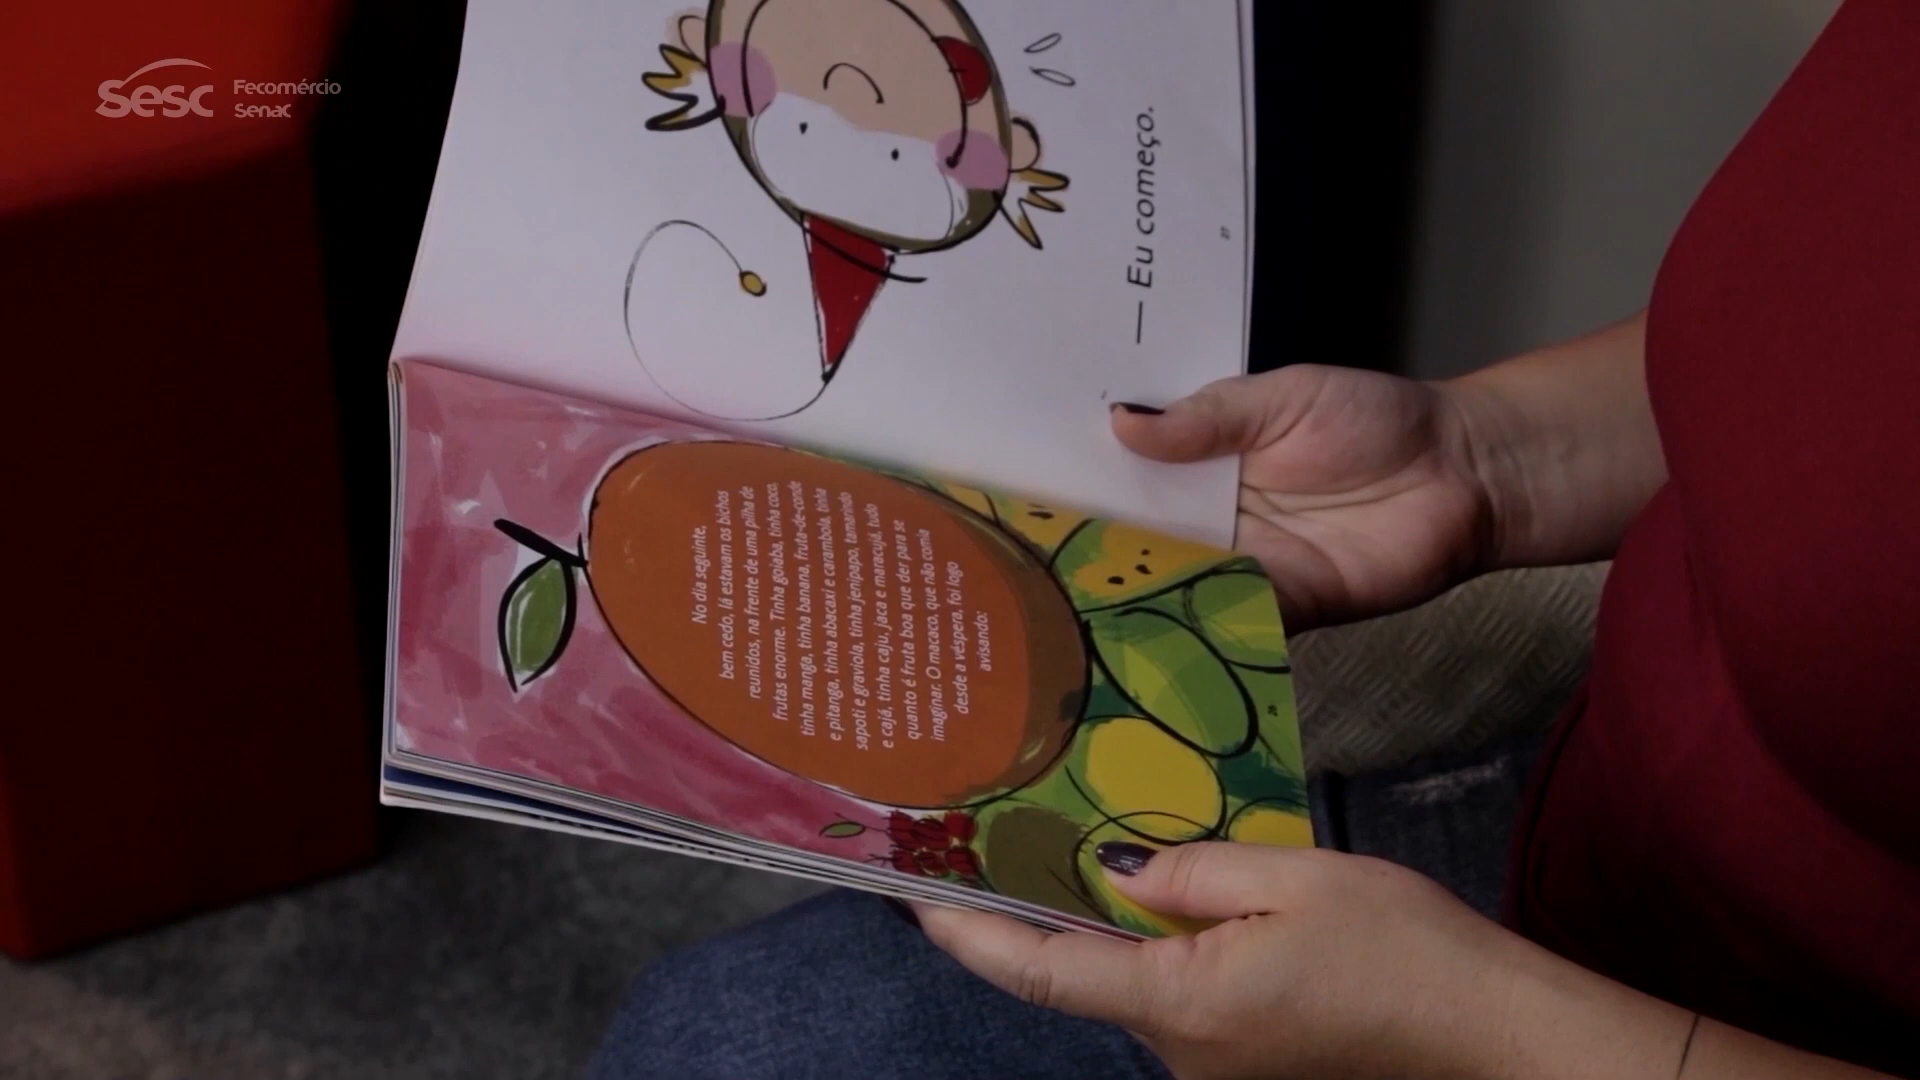 Sesc
Fecomércio
Senac
No dia seguinte,
bem cedo, lá estavam os bichos
reunidos, na frente de uma pilha de
frutas enorme. Tinha goiaba, tinha coco,
tinha manga, tinha banana, fruta-de-conde
e pitanga, tinha abacaxi e carambola, tinha
sapoti e graviola, tinha jenipapo, tamarindo
e cajá, tinha caju, jaca e maracujá, tudo
quanto é fruta boa que der para se
imaginar. O macaco, que não comia
desde a véspera, foi logo
avisando:
26
— Eu começo.
27